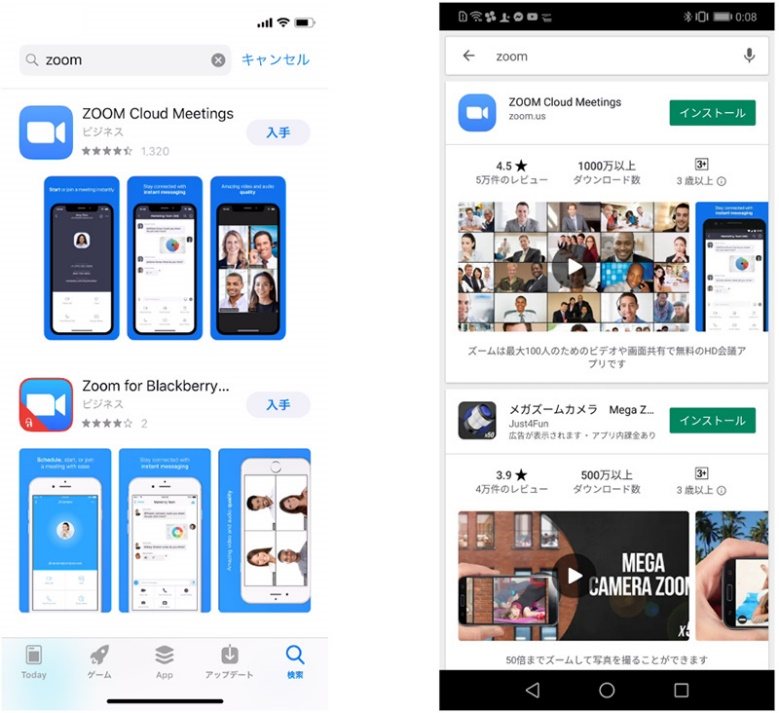 zoom
キャンセル
ZOOM Cloud Meetings
ビジネス
1,320
入手
Start or join a meeting instantly
Stay connected with
instant messaging
Amazing video and audio
quality
Zoom for Blackberry...
ビジネス
2
入手
Schedule, start, or join
a meeting with ease
Stay connected with
instant messaging
Amazing video and audio quality
Today
ゲーム
App
アップデート
検索
0:08
zoom
ZOOM Cloud Meetings
zoom.us
インストール
4.5 ★
5万件のレビュー
1000万以上
ダウンロード数
3+
3 歳以上
Stay connected with
instant messaging
ズームは最大100人のためのビデオや画面共有で無料のHD会議ア
プリです
メガズームカメラ Mega Z...
Just4Fun
広告が表示されます・アプリ内課金あり
インストール
x50
3.9 ★
4万件のレビュー
500万以上
ダウンロード数
3+
3 歳以上
MEGA
CAMERA ZOOM
50倍までズームして写真を撮ることができます